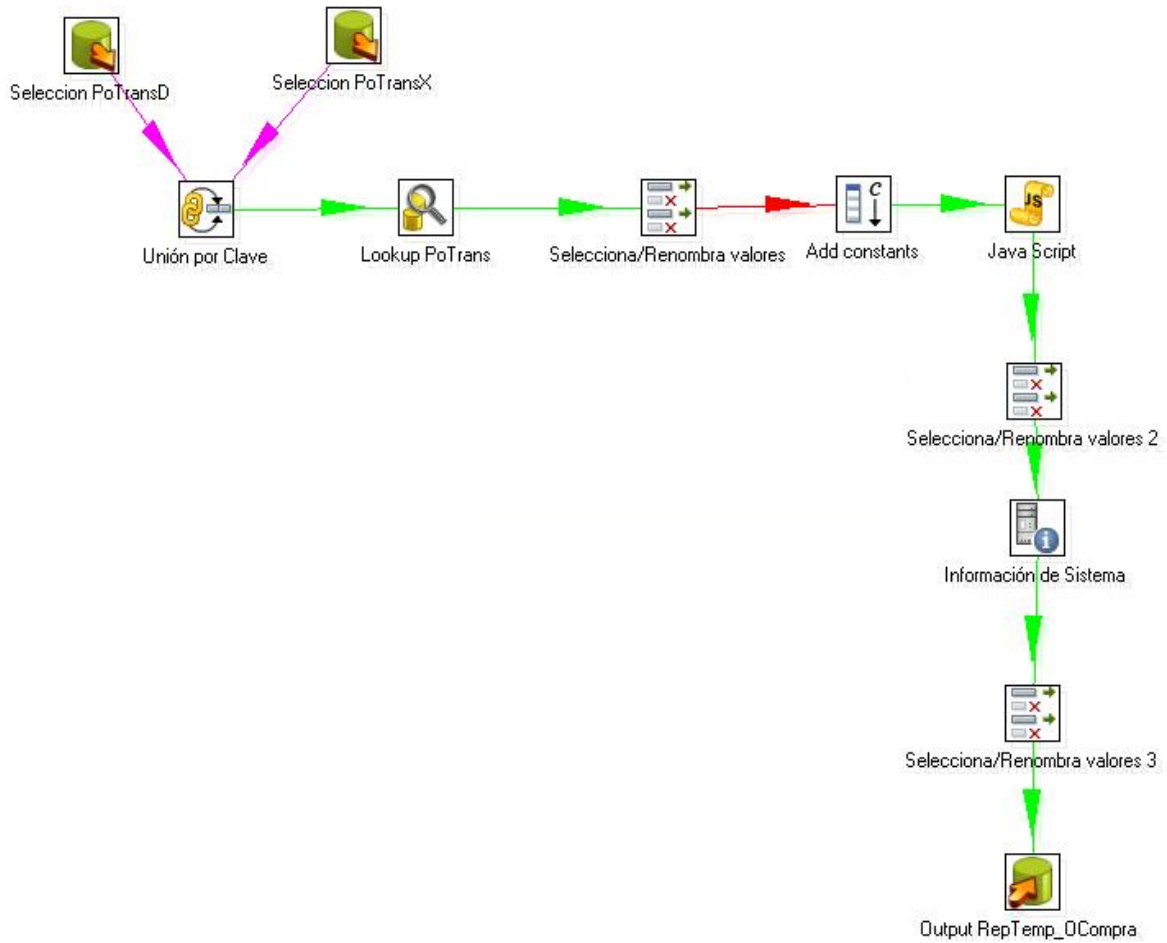 Seleccion PoTransD
Seleccion PoTransX
Unión por Clave
Lookup PoTrans
Selecciona/Renombra valores
C
Add constants
JS
Java Script
Selecciona/Renombra valores 2
i
Información de Sistema
Selecciona/Renombra valores 3
Output RepTemp_OCompra